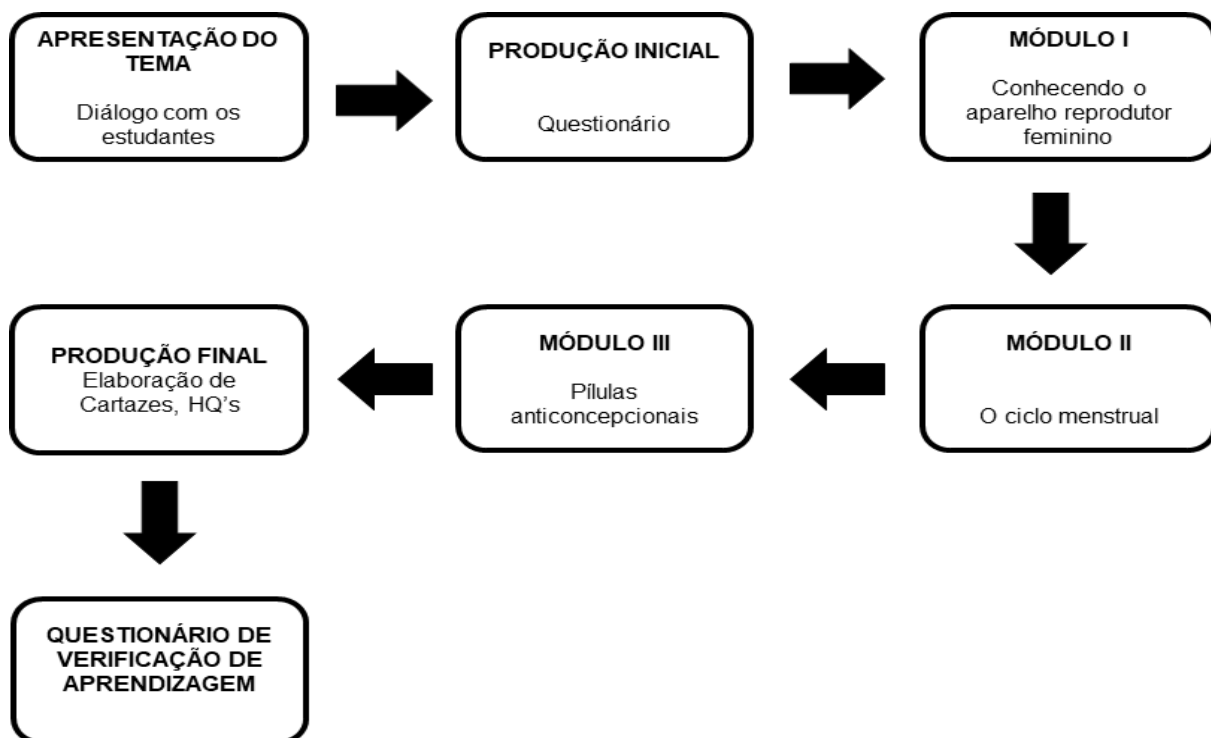 APRESENTAÇÃO DO
TEMA
Diálogo com os
estudantes
PRODUÇÃO INICIAL
Questionário
MÓDULO I
Conhecendo o
aparelho reprodutor
feminino
MÓDULO II
O ciclo menstrual
MÓDULO III
Pílulas
anticoncepcionais
PRODUÇÃO FINAL
Elaboração de
Cartazes, HQ's
QUESTIONÁRIO DE
VERIFICAÇÃO DE
APRENDIZAGEM